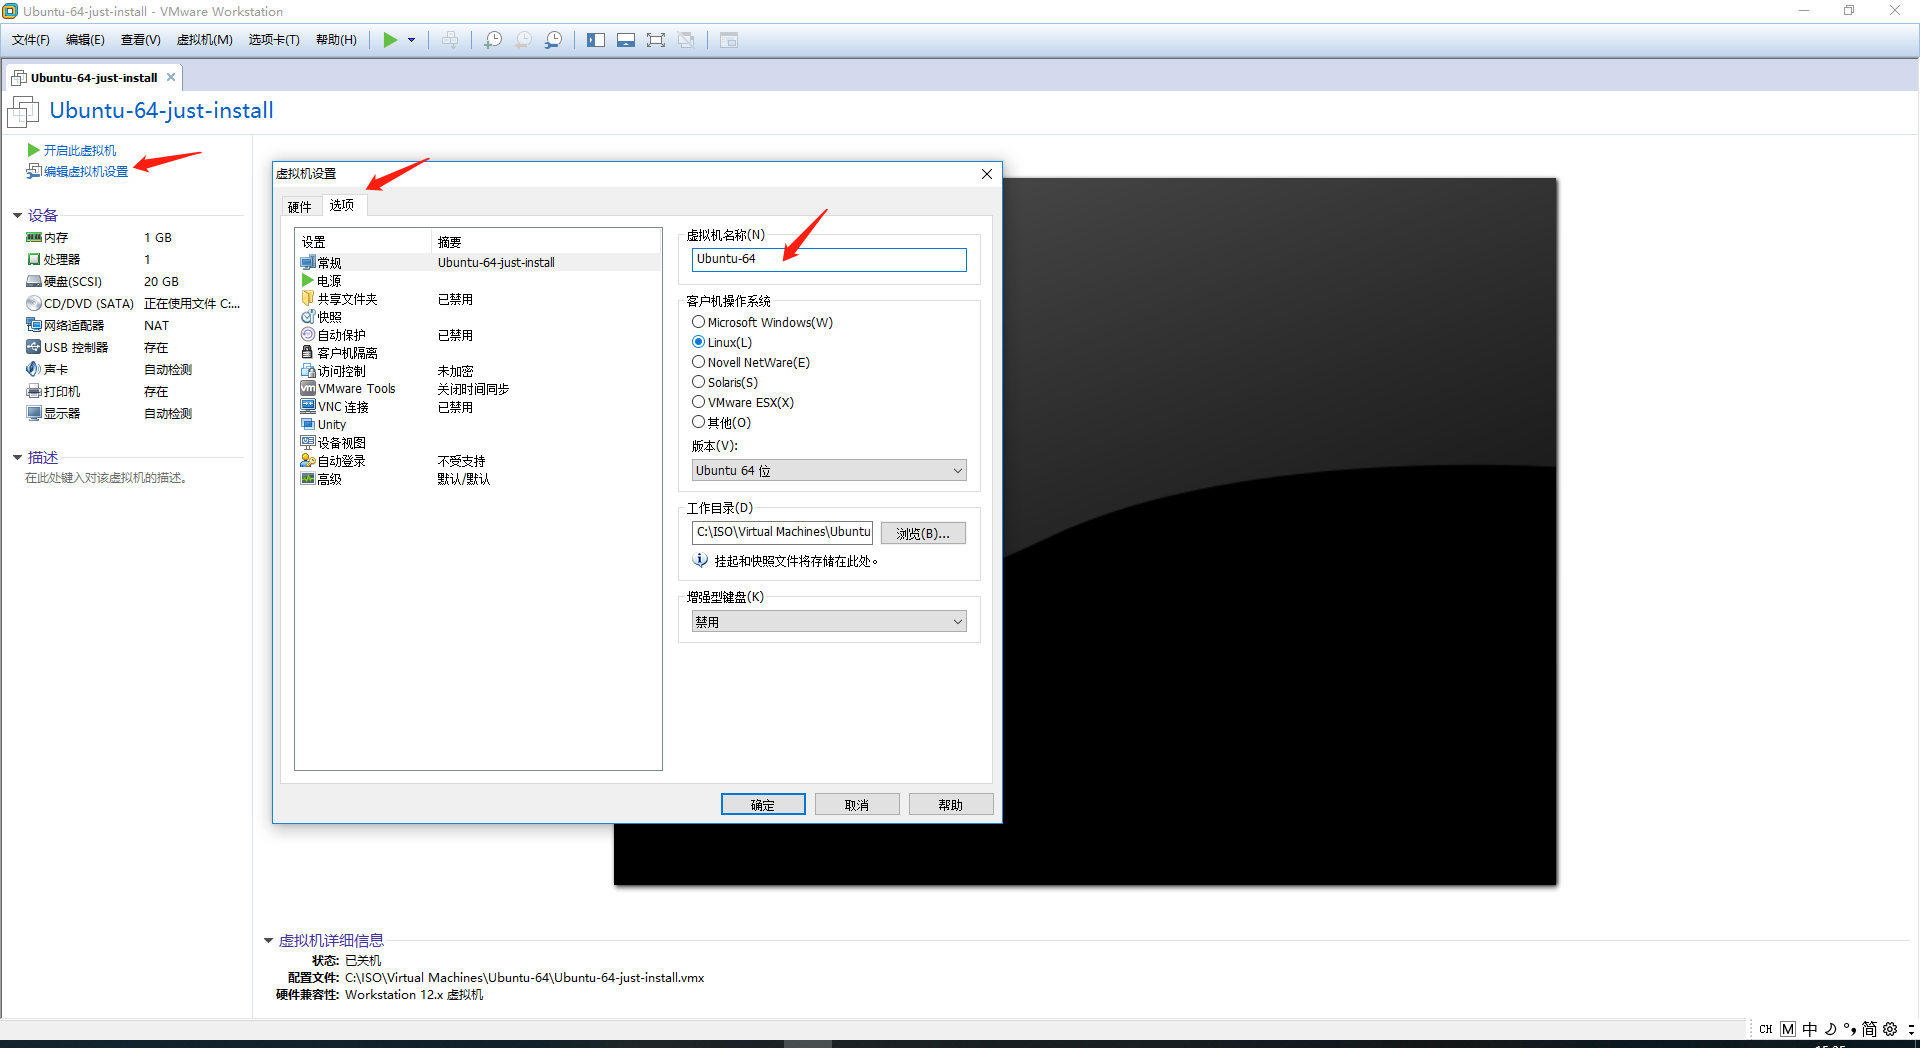 Ubuntu-64-just-install - VMware Workstation
文件(F) 编辑(E) 查看(V) 虚拟机(M) 选项卡(T) 帮助(H)
Ubuntu-64-just-install
Ubuntu-64-just-install
开启此虚拟机
编辑虚拟机设置
设备
内存 1 GB
处理器 1
硬盘(SCSI) 20 GB
CD/DVD (SATA) 正在使用文件 C:...
网络适配器 NAT
USB 控制器 存在
声卡 自动检测
打印机 存在
显示器 自动检测
描述
在此处键入对该虚拟机的描述。
虚拟机设置
硬件 选项
设置 摘要
常规 Ubuntu-64-just-install
电源
共享文件夹 已禁用
快照
自动保护 已禁用
客户机隔离
访问控制 未加密
VMware Tools 关闭时间同步
VNC 连接 已禁用
Unity
设备视图
自动登录 不受支持
高级 默认/默认
虚拟机名称(N)
Ubuntu-64
客户机操作系统
Microsoft Windows(W)
Linux(L)
Novell NetWare(E)
Solaris(S)
VMware ESX(X)
其他(O)
版本(V):
Ubuntu 64 位
工作目录(D)
C:\ISO\Virtual Machines\Ubuntu 浏览(B)...
挂起和快照文件将存储在此处。
增强型键盘(K)
禁用
确定 取消 帮助
虚拟机详细信息
状态: 已关机
配置文件: C:\ISO\Virtual Machines\Ubuntu-64\Ubuntu-64-just-install.vmx
硬件兼容性: Workstation 12.x 虚拟机
CH M 中 简